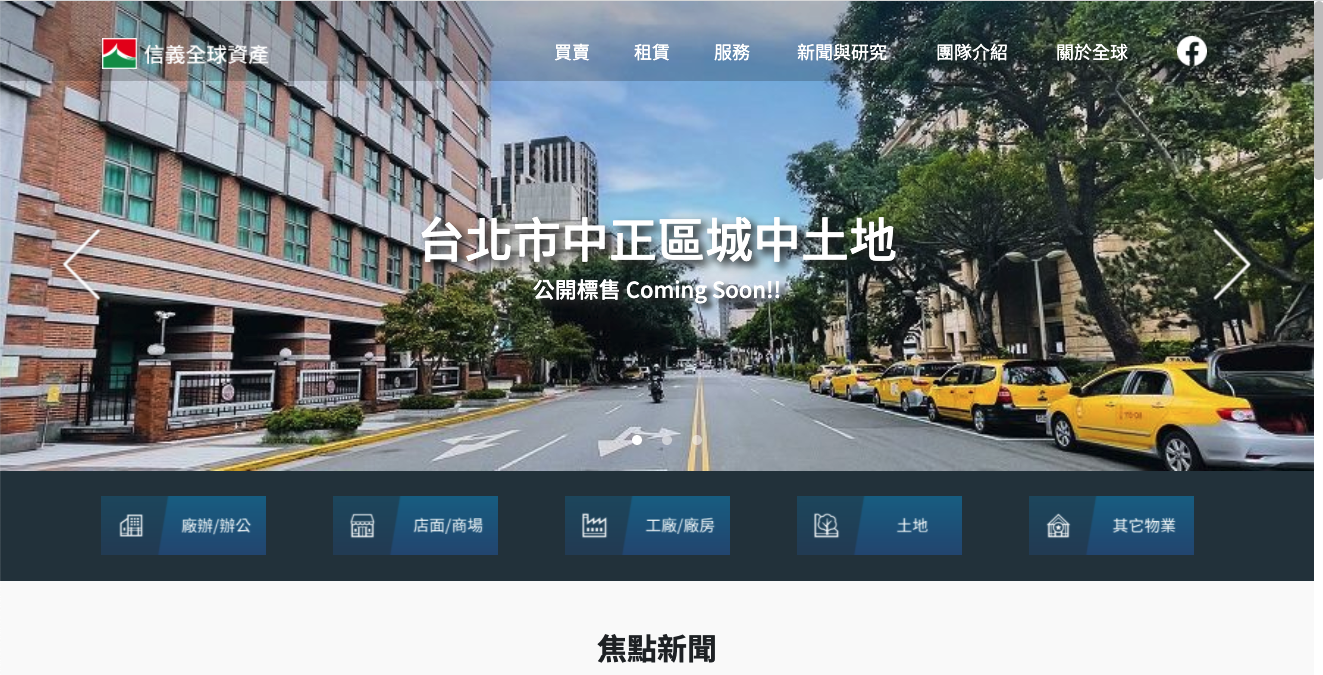 信義全球資產
買賣 租賃 服務 新聞與研究 團隊介紹 關於全球
台北市中正區城中土地
公開標售 Coming Soon!!
廠辦/辦公 店面/商場 工廠/廠房 土地 其它物業
焦點新聞